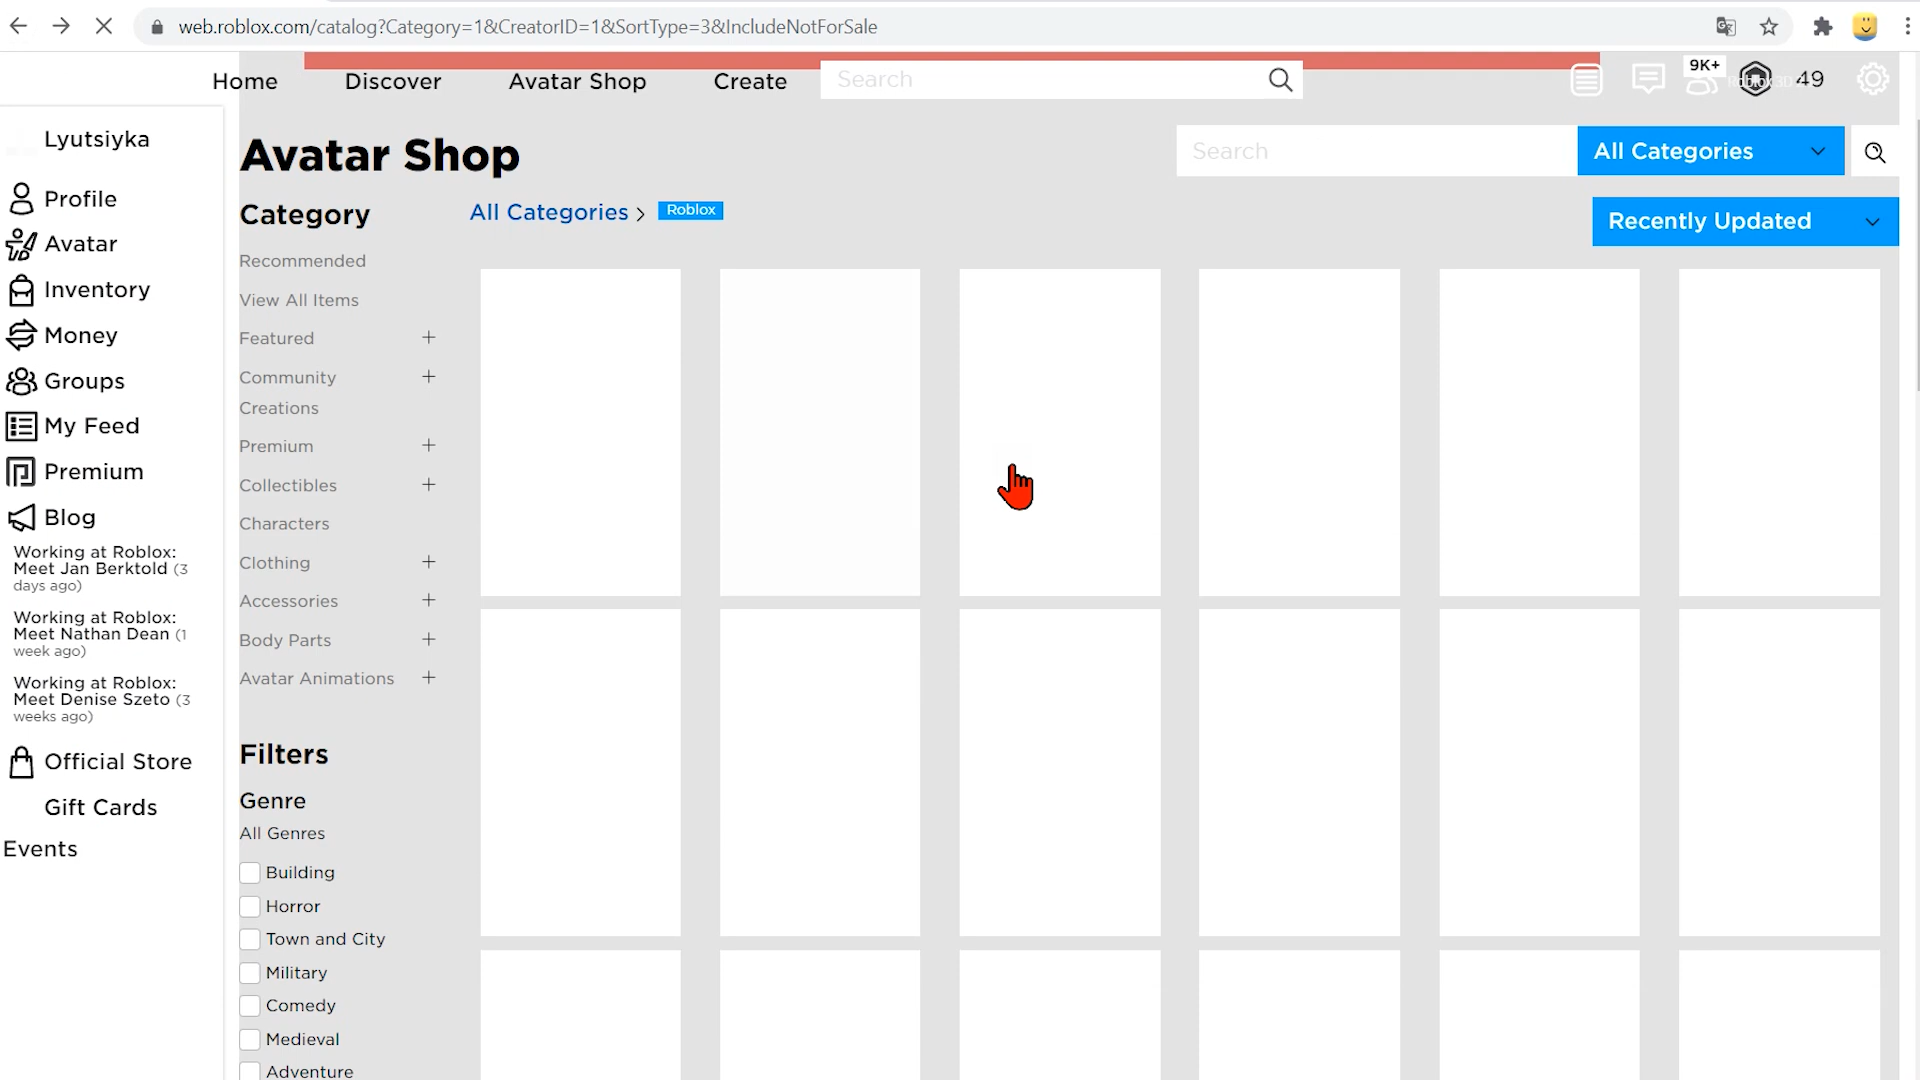 web.roblox.com/catalog?Category=1&CreatorID=1&SortType=3&IncludeNotForSale
Home Discover Avatar Shop Create Search 9K+ 49
Lyutsiyka
Profile
Avatar
Inventory
Money
Groups
My Feed
Premium
Blog
Working at Roblox:
Meet Jan Berktold (3
days ago)
Working at Roblox:
Meet Nathan Dean (1
week ago)
Working at Roblox:
Meet Denise Szeto (3
weeks ago)
Official Store
Gift Cards
Events
Avatar Shop
Search All Categories
Category
All Categories > Roblox
Recently Updated
Recommended
View All Items
Featured +
Community +
Creations
Premium +
Collectibles +
Characters
Clothing +
Accessories +
Body Parts +
Avatar Animations +
Filters
Genre
All Genres
Building
Horror
Town and City
Military
Comedy
Medieval
Adventure